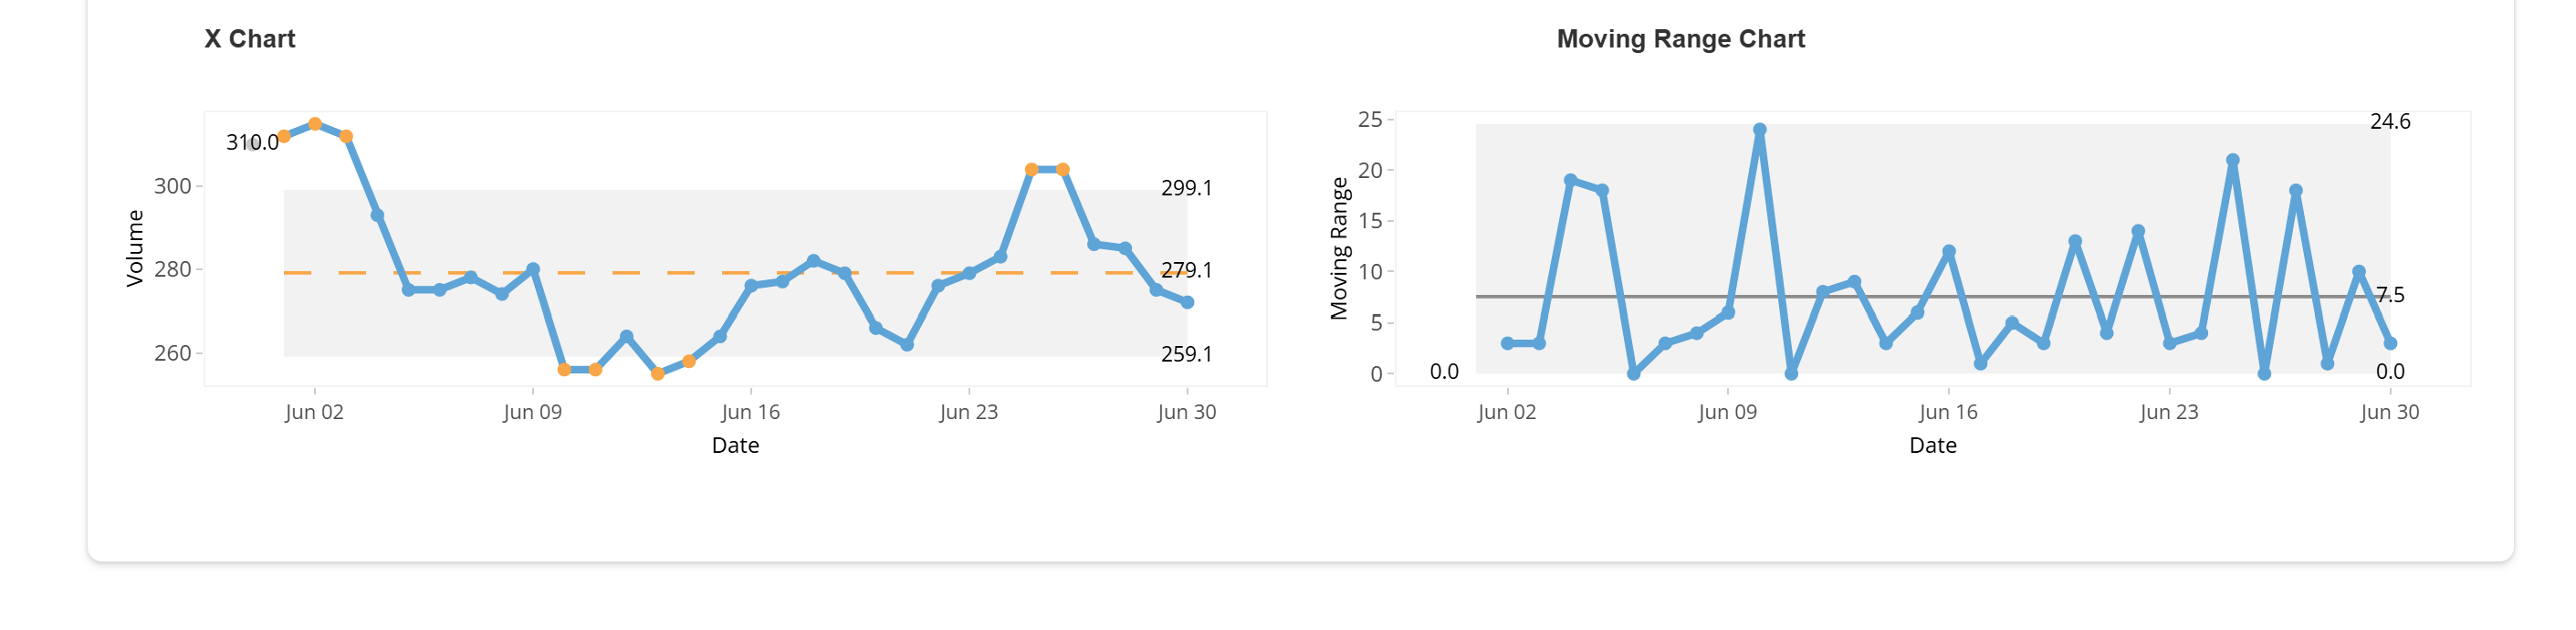 X Chart
Moving Range Chart
310.0
300
280
260
299.1
279.1
259.1
Volume
Jun 02
Jun 09
Jun 16
Jun 23
Jun 30
Date
25
20
15
10
5
0
24.6
7.5
0.0
0.0
Moving Range
Jun 02
Jun 09
Jun 16
Jun 23
Jun 30
Date